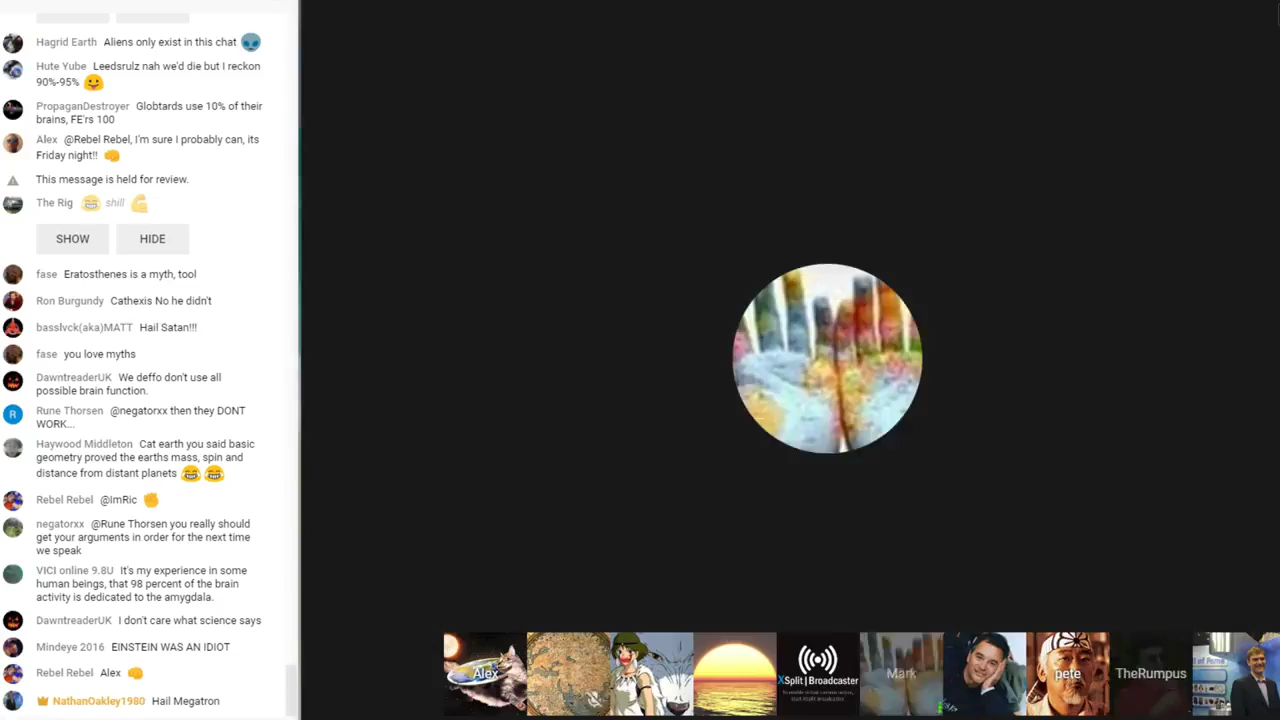 Hagrid Earth Aliens only exist in this chat
Hute Yube Leedsrulz nah we'd die but I reckon
90%-95%
PropaganDestroyer Globtards use 10% of their
brains, FE'rs 100
Alex @Rebel Rebel, I'm sure I probably can, its
Friday night!!
This message is held for review.
The Rig shill
SHOW HIDE
fase Eratosthenes is a myth, tool
Ron Burgundy Cathexis No he didn't
basslvck(aka)MATT Hail Satan!!!
fase you love myths
DawntreaderUK We deffo don't use all
possible brain function.
R Rune Thorsen @negatorxx then they DONT
WORK...
Haywood Middleton Cat earth you said basic
geometry proved the earths mass, spin and
distance from distant planets
Rebel Rebel @ImRic
negatorxx @Rune Thorsen you really should
get your arguments in order for the next time
we speak
VICI online 9.8U It's my experience in some
human beings, that 98 percent of the brain
activity is dedicated to the amygdala.
DawntreaderUK I don't care what science says
Mindeye 2016 EINSTEIN WAS AN IDIOT
Rebel Rebel Alex
NathanOakley1980 Hail Megatron
Alex
XSplit Broadcaster
Mark
pete
TheRumpus